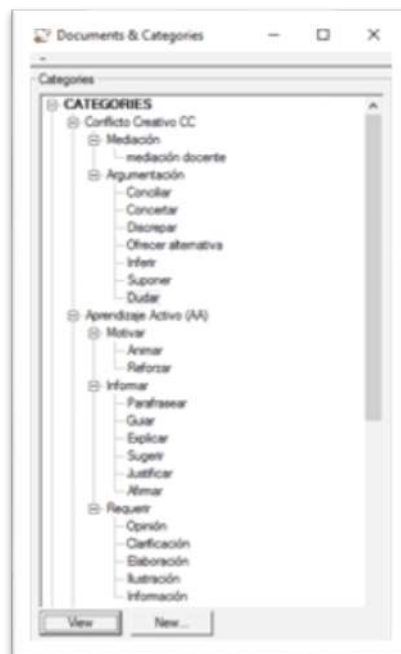 Documents & Categories
Categories
CATEGORIES
Conflicto Creativo CC
Mediación
mediación docente
Argumentación
Conciliar
Concertar
Discrepar
Ofrecer alternativa
Inferir
Suponer
Dudar
Aprendizaje Activo (AA)
Motivar
Animar
Reforzar
Informar
Parafrasear
Guiar
Explicar
Sugerir
Justificar
Afirmar
Requerir
Opinión
Clarificación
Elaboración
Ilustración
Información
View New...